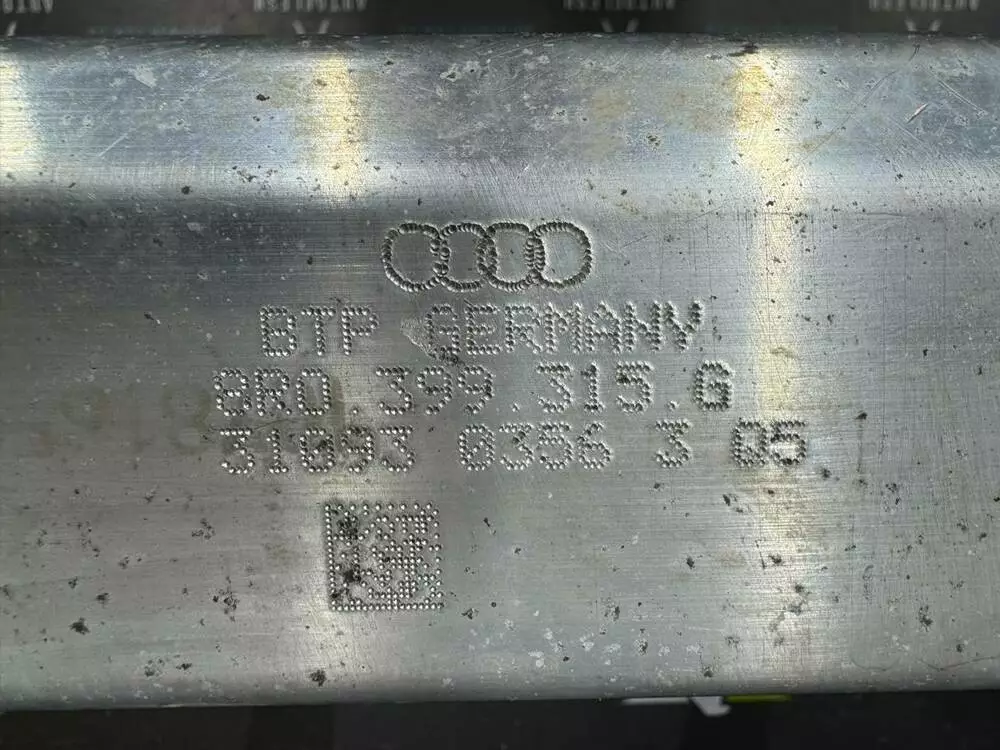 BTP GERMANY
8R0.399.315.G
31093 0356 3 05